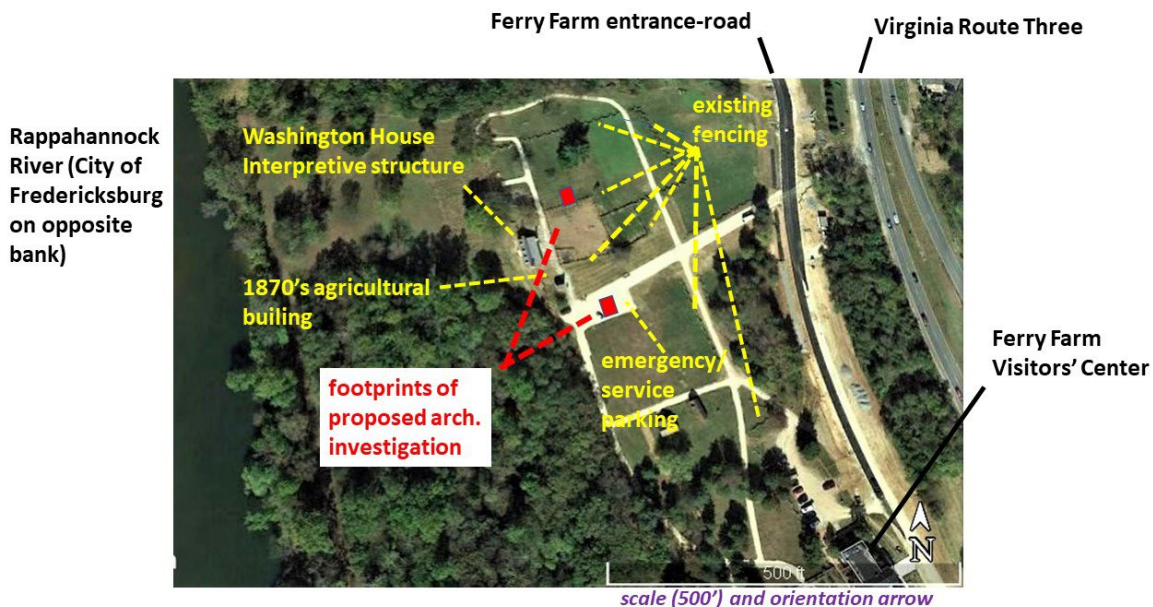 Ferry Farm entrance-road
Virginia Route Three
Rappahannock
River (City of
Fredericksburg
on opposite
bank)
Washington House
Interpretive structure
existing
fencing
1870's agricultural
builing
emergency/
service
parking
footprints of
proposed arch.
investigation
Ferry Farm
Visitors' Center
N
500 ft
scale (500') and orientation arrow